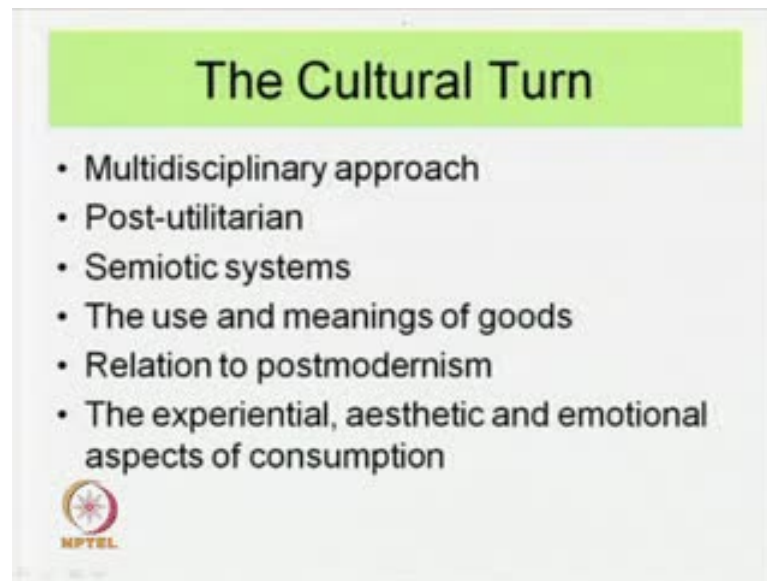 The Cultural Turn
• Multidisciplinary approach
• Post-utilitarian
• Semiotic systems
• The use and meanings of goods
• Relation to postmodernism
• The experiential, aesthetic and emotional
aspects of consumption
NPTEL